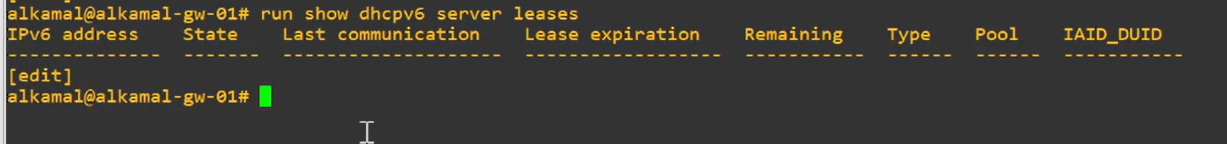 alkamal@alkamal-gw-01# run show dhcpv6 server leases
IPv6 address    State    Last communication    Lease expiration    Remaining    Type    Pool    IAID_DUID
--------------  -------  --------------------  ------------------  -----------  ------  ------  -----------
[edit]
alkamal@alkamal-gw-01#